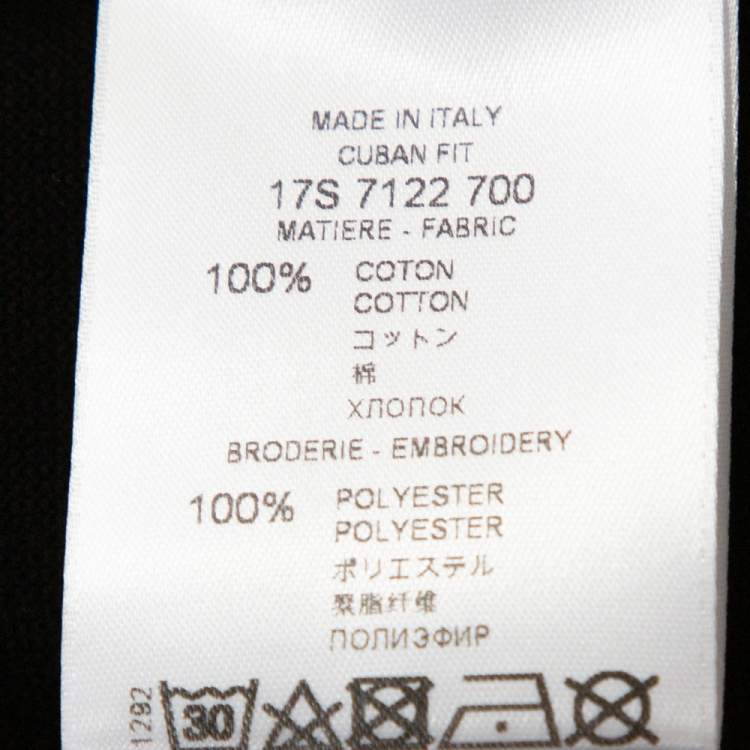 MADE IN ITALY
CUBAN FIT
17S 7122 700
MATIERE - FABRIC
100% COTON
COTTON
コットン
棉
ХЛОПОК
BRODERIE - EMBROIDERY
100% POLYESTER
POLYESTER
ポリエステル
聚脂纤维
ПОЛИЭФИР
1292
30